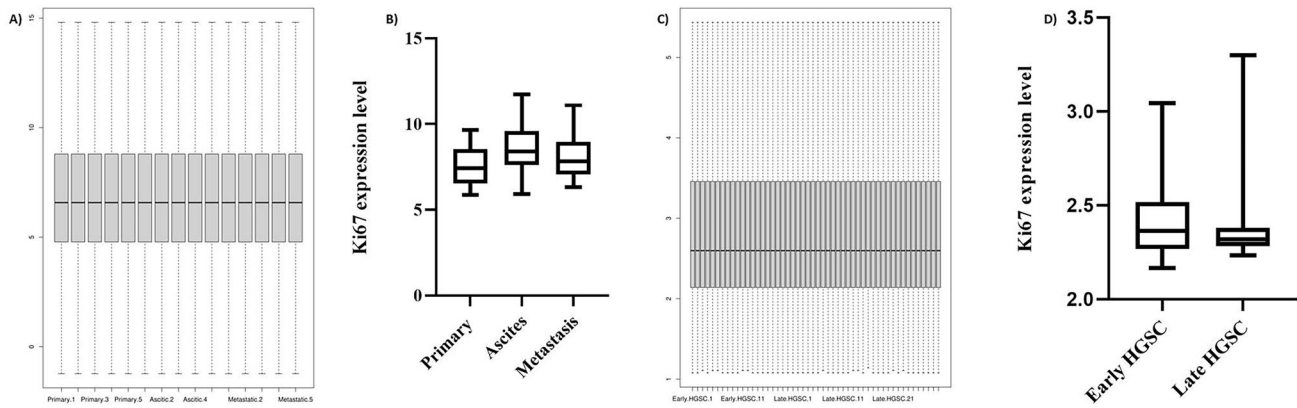 A)
15
10
5
0
Primary.1
Primary.3
Primary.5
Ascitic.2
Ascitic.4
Metastatic.2
Metastatic.5
B)
Ki67 expression level
15
10
5
0
Primary
Ascites
Metastasis
C)
5
4
3
2
1
Early.HGSC.1
Early.HGSC.11
Late.HGSC.1
Late.HGSC.11
Late.HGSC.21
D)
Ki67 expression level
3.5
3.0
2.5
2.0
Early HGSC
Late HGSC